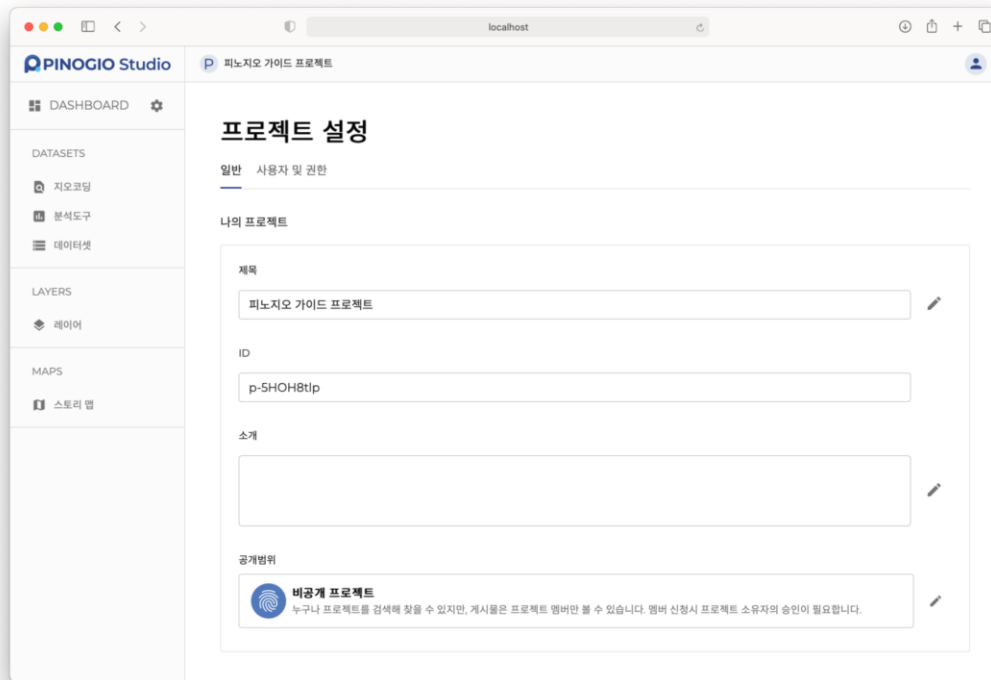 localhost
PINOGIO Studio
P 피노지오 가이드 프로젝트
DASHBOARD
DATASETS
지오코딩
분석도구
데이터셋
LAYERS
레이어
MAPS
스토리 맵
프로젝트 설정
일반 사용자 및 권한
나의 프로젝트
제목
피노지오 가이드 프로젝트
ID
p-5HOH8tlp
소개
공개범위
비공개 프로젝트
누구나 프로젝트를 검색해 찾을 수 있지만, 게시물은 프로젝트 멤버만 볼 수 있습니다. 멤버 신청시 프로젝트 소유자의 승인이 필요합니다.